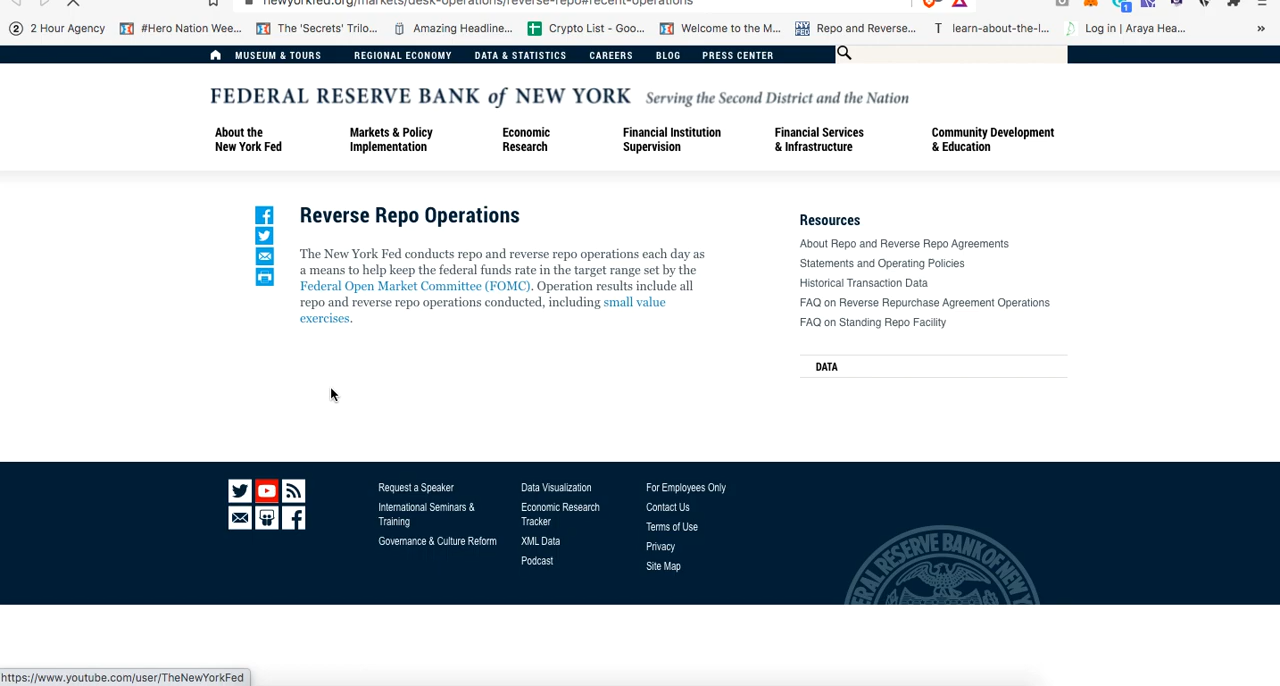 newyorkfed.org/markets/desk-operations/reverse-repo#recent-operations
1
2 2 Hour Agency
#Hero Nation Wee...
The 'Secrets' Trilo...
Amazing Headline...
Crypto List - Goo...
Welcome to the M...
NY FED Repo and Reverse...
T learn-about-the-l...
Log in | Araya Hea...
»
MUSEUM & TOURS
REGIONAL ECONOMY
DATA & STATISTICS
CAREERS
BLOG
PRESS CENTER
FEDERAL RESERVE BANK of NEW YORK Serving the Second District and the Nation
About the
New York Fed
Markets & Policy
Implementation
Economic
Research
Financial Institution
Supervision
Financial Services
& Infrastructure
Community Development
& Education
Reverse Repo Operations
The New York Fed conducts repo and reverse repo operations each day as
a means to help keep the federal funds rate in the target range set by the
Federal Open Market Committee (FOMC). Operation results include all
repo and reverse repo operations conducted, including small value
exercises.
Resources
About Repo and Reverse Repo Agreements
Statements and Operating Policies
Historical Transaction Data
FAQ on Reverse Repurchase Agreement Operations
FAQ on Standing Repo Facility
DATA
Request a Speaker
International Seminars &
Training
Governance & Culture Reform
Data Visualization
Economic Research
Tracker
XML Data
Podcast
For Employees Only
Contact Us
Terms of Use
Privacy
Site Map
FEDERAL RESERVE BANK OF NEW YORK
https://www.youtube.com/user/TheNewYorkFed